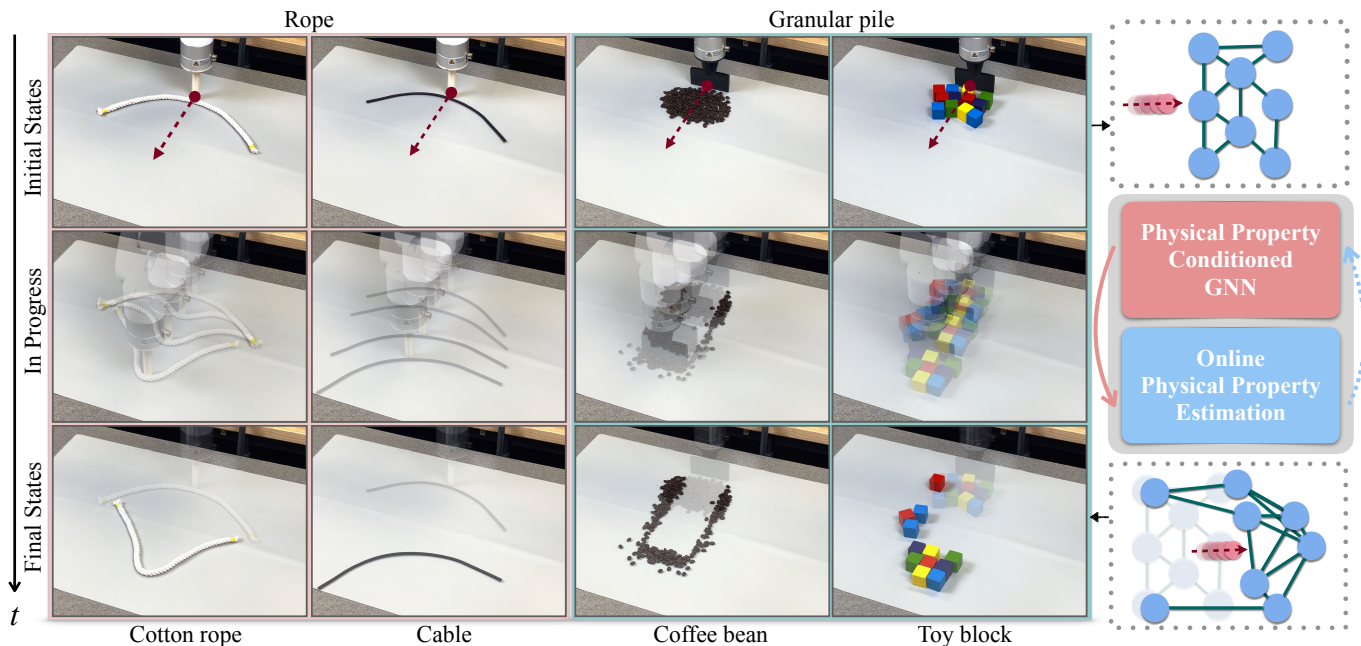 Rope
Granular pile
Initial States
In Progress
Final States
t
Physical Property
Conditioned
GNN
Online
Physical Property
Estimation
Cotton rope
Cable
Coffee bean
Toy block